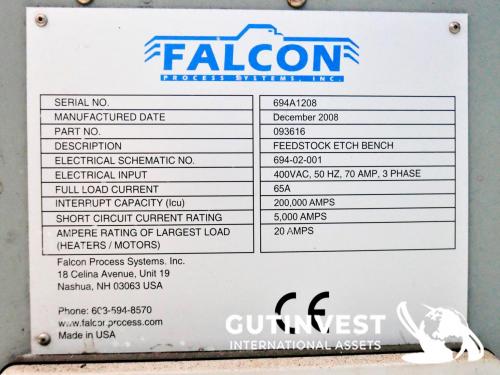 FALCON
PROCESS SYSTEMS, INC.
SERIAL NO. 694A1208
MANUFACTURED DATE December 2008
PART NO. 093616
DESCRIPTION FEEDSTOCK ETCH BENCH
ELECTRICAL SCHEMATIC NO. 694-02-001
ELECTRICAL INPUT 400VAC, 50 HZ, 70 AMP, 3 PHASE
FULL LOAD CURRENT 65A
INTERRUPT CAPACITY (Icu) 200,000 AMPS
SHORT CIRCUIT CURRENT RATING 5,000 AMPS
AMPERE RATING OF LARGEST LOAD 20 AMPS
(HEATERS / MOTORS)
Falcon Process Systems. Inc.
18 Celina Avenue, Unit 19
Nashua, NH 03063 USA
Phone: 603-594-8570
www.falconprocess.com
Made in USA
CE
GUTINVEST
INTERNATIONAL ASSETS